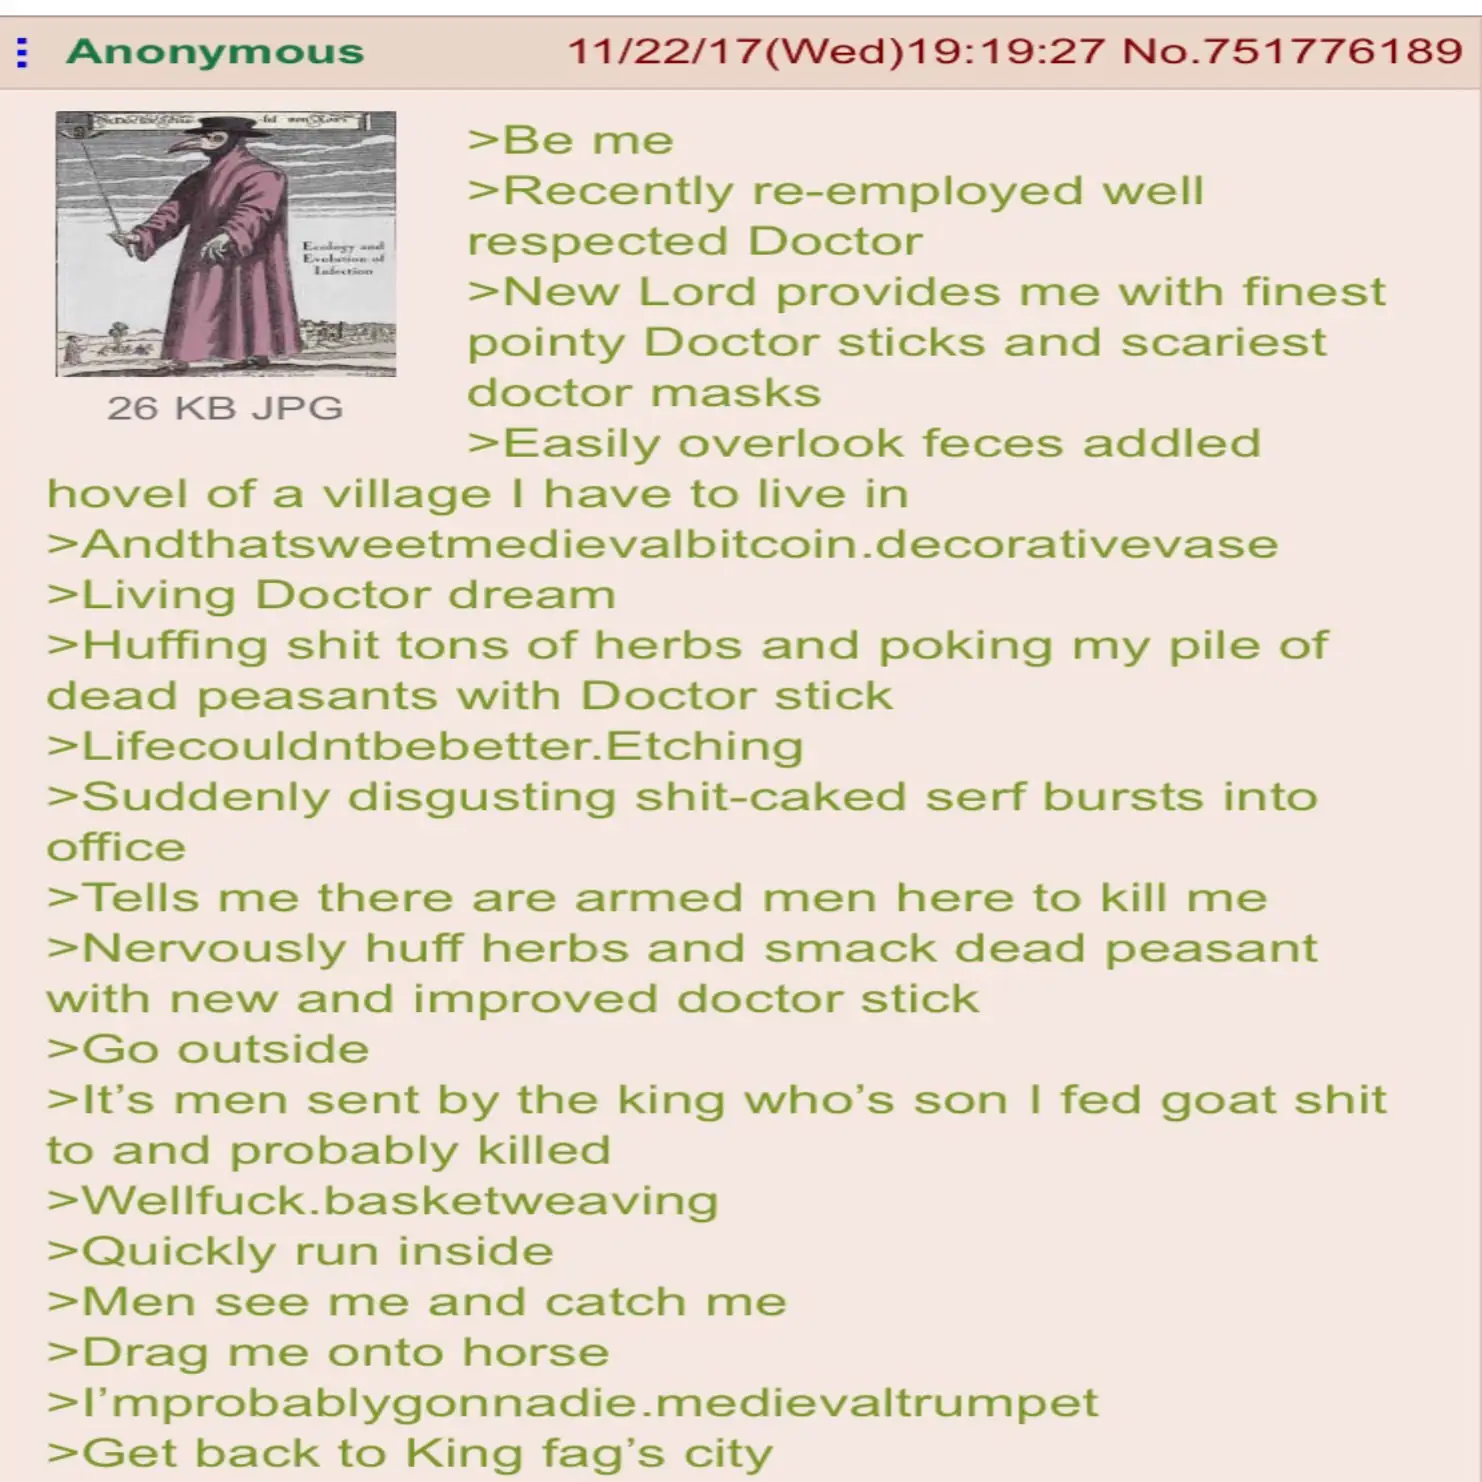 Anonymous 11/22/17(Wed)19:19:27 No.751776189
Ecology and
Evolution of
Infection
26 KB JPG
>Be me
>Recently re-employed well
respected Doctor
>New Lord provides me with finest
pointy Doctor sticks and scariest
doctor masks
>Easily overlook feces addled
hovel of a village I have to live in
>Andthatsweetmedievalbitcoin.decorativevase
>Living Doctor dream
>Huffing shit tons of herbs and poking my pile of
dead peasants with Doctor stick
>Lifecouldntbebetter.Etching
>Suddenly disgusting shit-caked serf bursts into
office
>Tells me there are armed men here to kill me
>Nervously huff herbs and smack dead peasant
with new and improved doctor stick
>Go outside
>It’s men sent by the king who’s son I fed goat shit
to and probably killed
>Wellfuck.basketweaving
>Quickly run inside
>Men see me and catch me
>Drag me onto horse
>I’mprobablygonnadie.medievaltrumpet
>Get back to King fag’s city